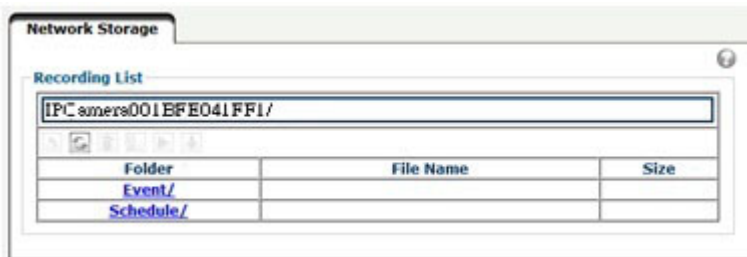 Network Storage
Recording List
IPCamera001BFE041FF1/
Folder File Name Size
Event/
Schedule/